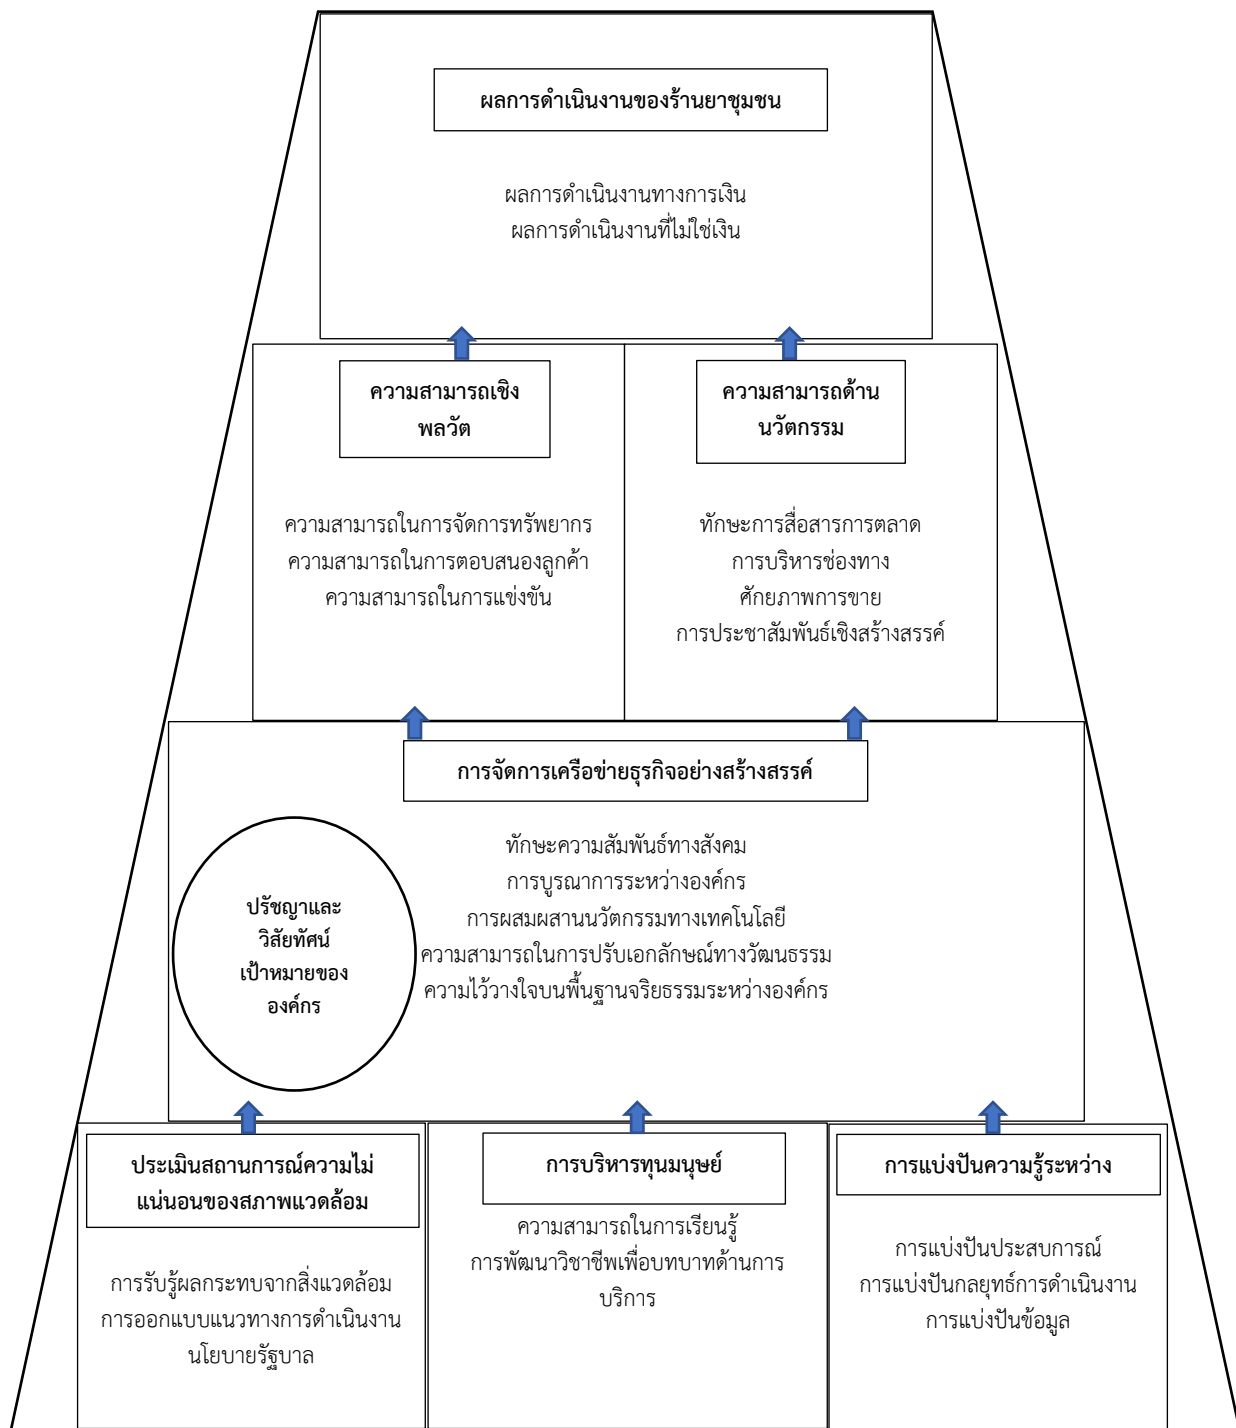 ผลการดำเนินงานของร้านยาชุมชน
ผลการดำเนินงานทางการเงิน
ผลการดำเนินงานที่ไม่ใช่เงิน
ความสามารถเชิง
พลวัต
ความสามารถในการจัดการทรัพยากร
ความสามารถในการตอบสนองลูกค้า
ความสามารถในการแข่งขัน
ความสามารถด้าน
นวัตกรรม
ทักษะการสื่อสารการตลาด
การบริหารช่องทาง
ศักยภาพการขาย
การประชาสัมพันธ์เชิงสร้างสรรค์
การจัดการเครือข่ายธุรกิจอย่างสร้างสรรค์
ทักษะความสัมพันธ์ทางสังคม
การบูรณาการระหว่างองค์กร
การผสมผสานนวัตกรรมทางเทคโนโลยี
ความสามารถในการปรับเอกลักษณ์ทางวัฒนธรรม
ความไว้วางใจบนพื้นฐานจริยธรรมระหว่างองค์กร
ปรัชญาและ
วิสัยทัศน์
เป้าหมายของ
องค์กร
ประเมินสถานการณ์ความไม่
แน่นอนของสภาพแวดล้อม
การรับรู้ผลกระทบจากสิ่งแวดล้อม
การออกแบบแนวทางการดำเนินงาน
นโยบายรัฐบาล
การบริหารทุนมนุษย์
ความสามารถในการเรียนรู้
การพัฒนาวิชาชีพเพื่อบทบาทด้านการ
บริการ
การแบ่งปันความรู้ระหว่าง
การแบ่งปันประสบการณ์
การแบ่งปันกลยุทธ์การดำเนินงาน
การแบ่งปันข้อมูล